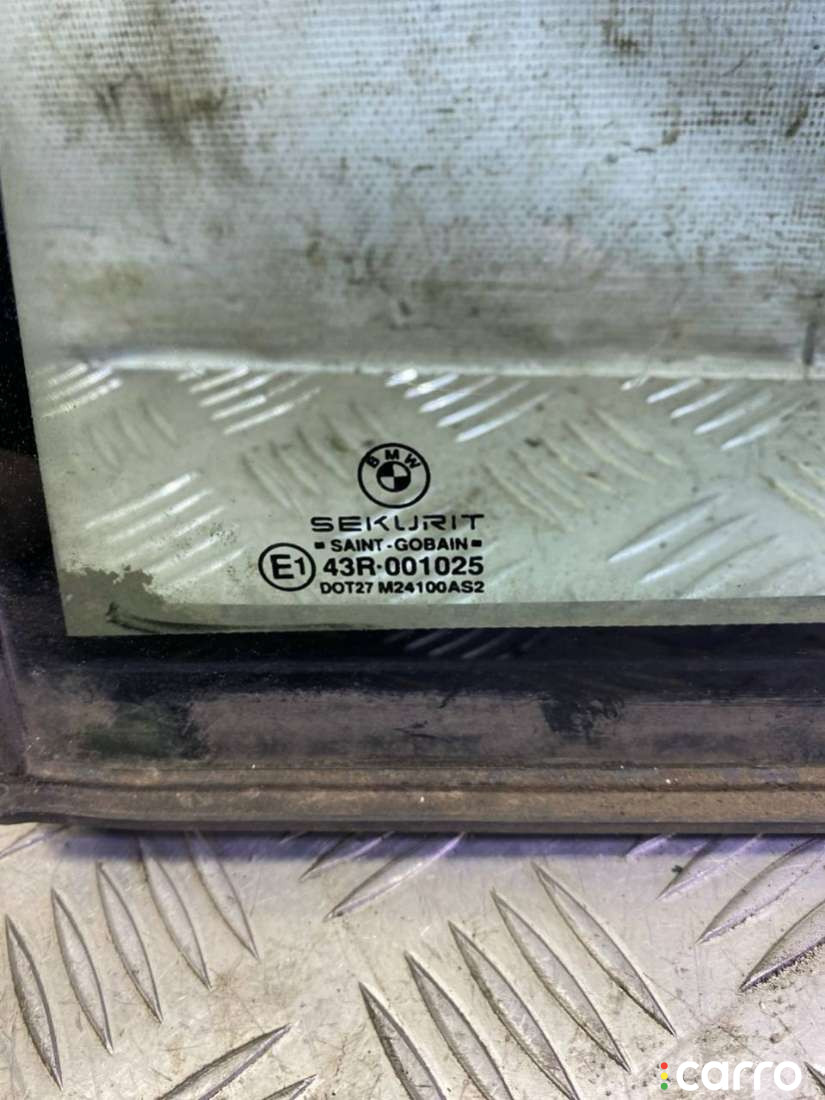 BMW
SEKURIT
SAINT-GOBAIN
E1 43R·001025
DOT27 M24100AS2
carro